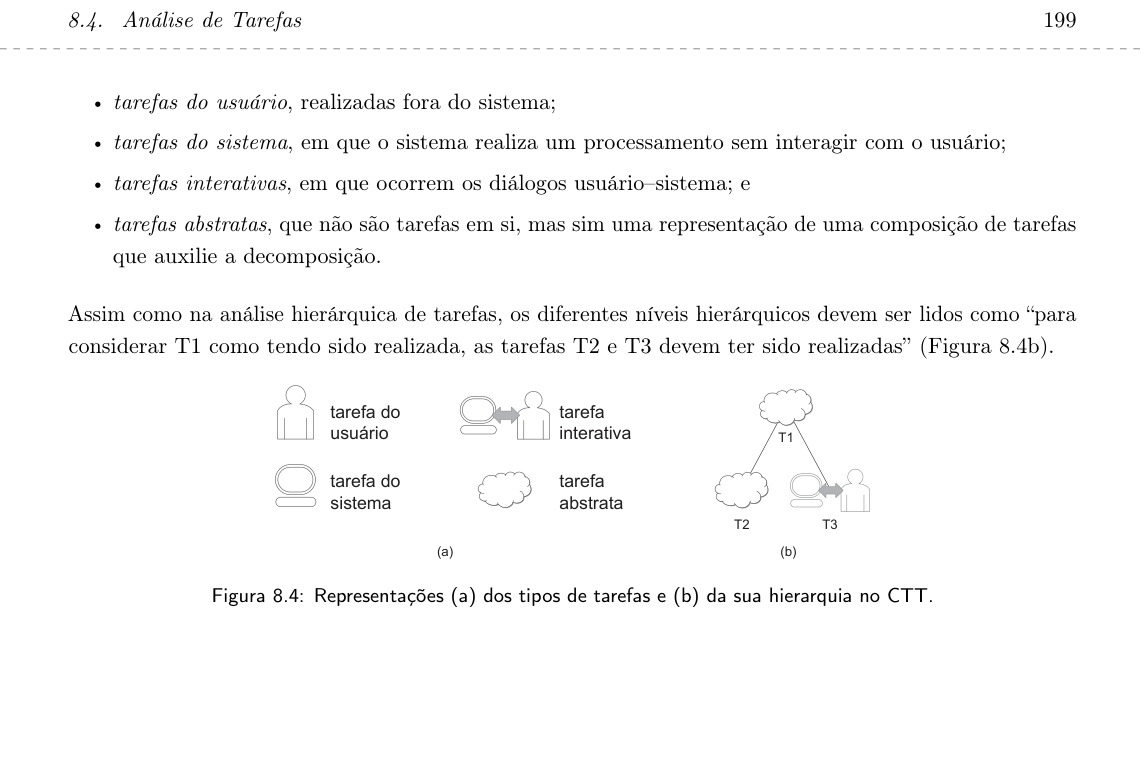 8.4. Análise de Tarefas 199
• tarefas do usuário, realizadas fora do sistema;
• tarefas do sistema, em que o sistema realiza um processamento sem interagir com o usuário;
• tarefas interativas, em que ocorrem os diálogos usuário–sistema; e
• tarefas abstratas, que não são tarefas em si, mas sim uma representação de uma composição de tarefas
que auxilie a decomposição.
Assim como na análise hierárquica de tarefas, os diferentes níveis hierárquicos devem ser lidos como “para
considerar T1 como tendo sido realizada, as tarefas T2 e T3 devem ter sido realizadas” (Figura 8.4b).
tarefa do
usuário
tarefa
interativa
tarefa do
sistema
tarefa
abstrata
(a)
T1
T2
T3
(b)
Figura 8.4: Representações (a) dos tipos de tarefas e (b) da sua hierarquia no CTT.